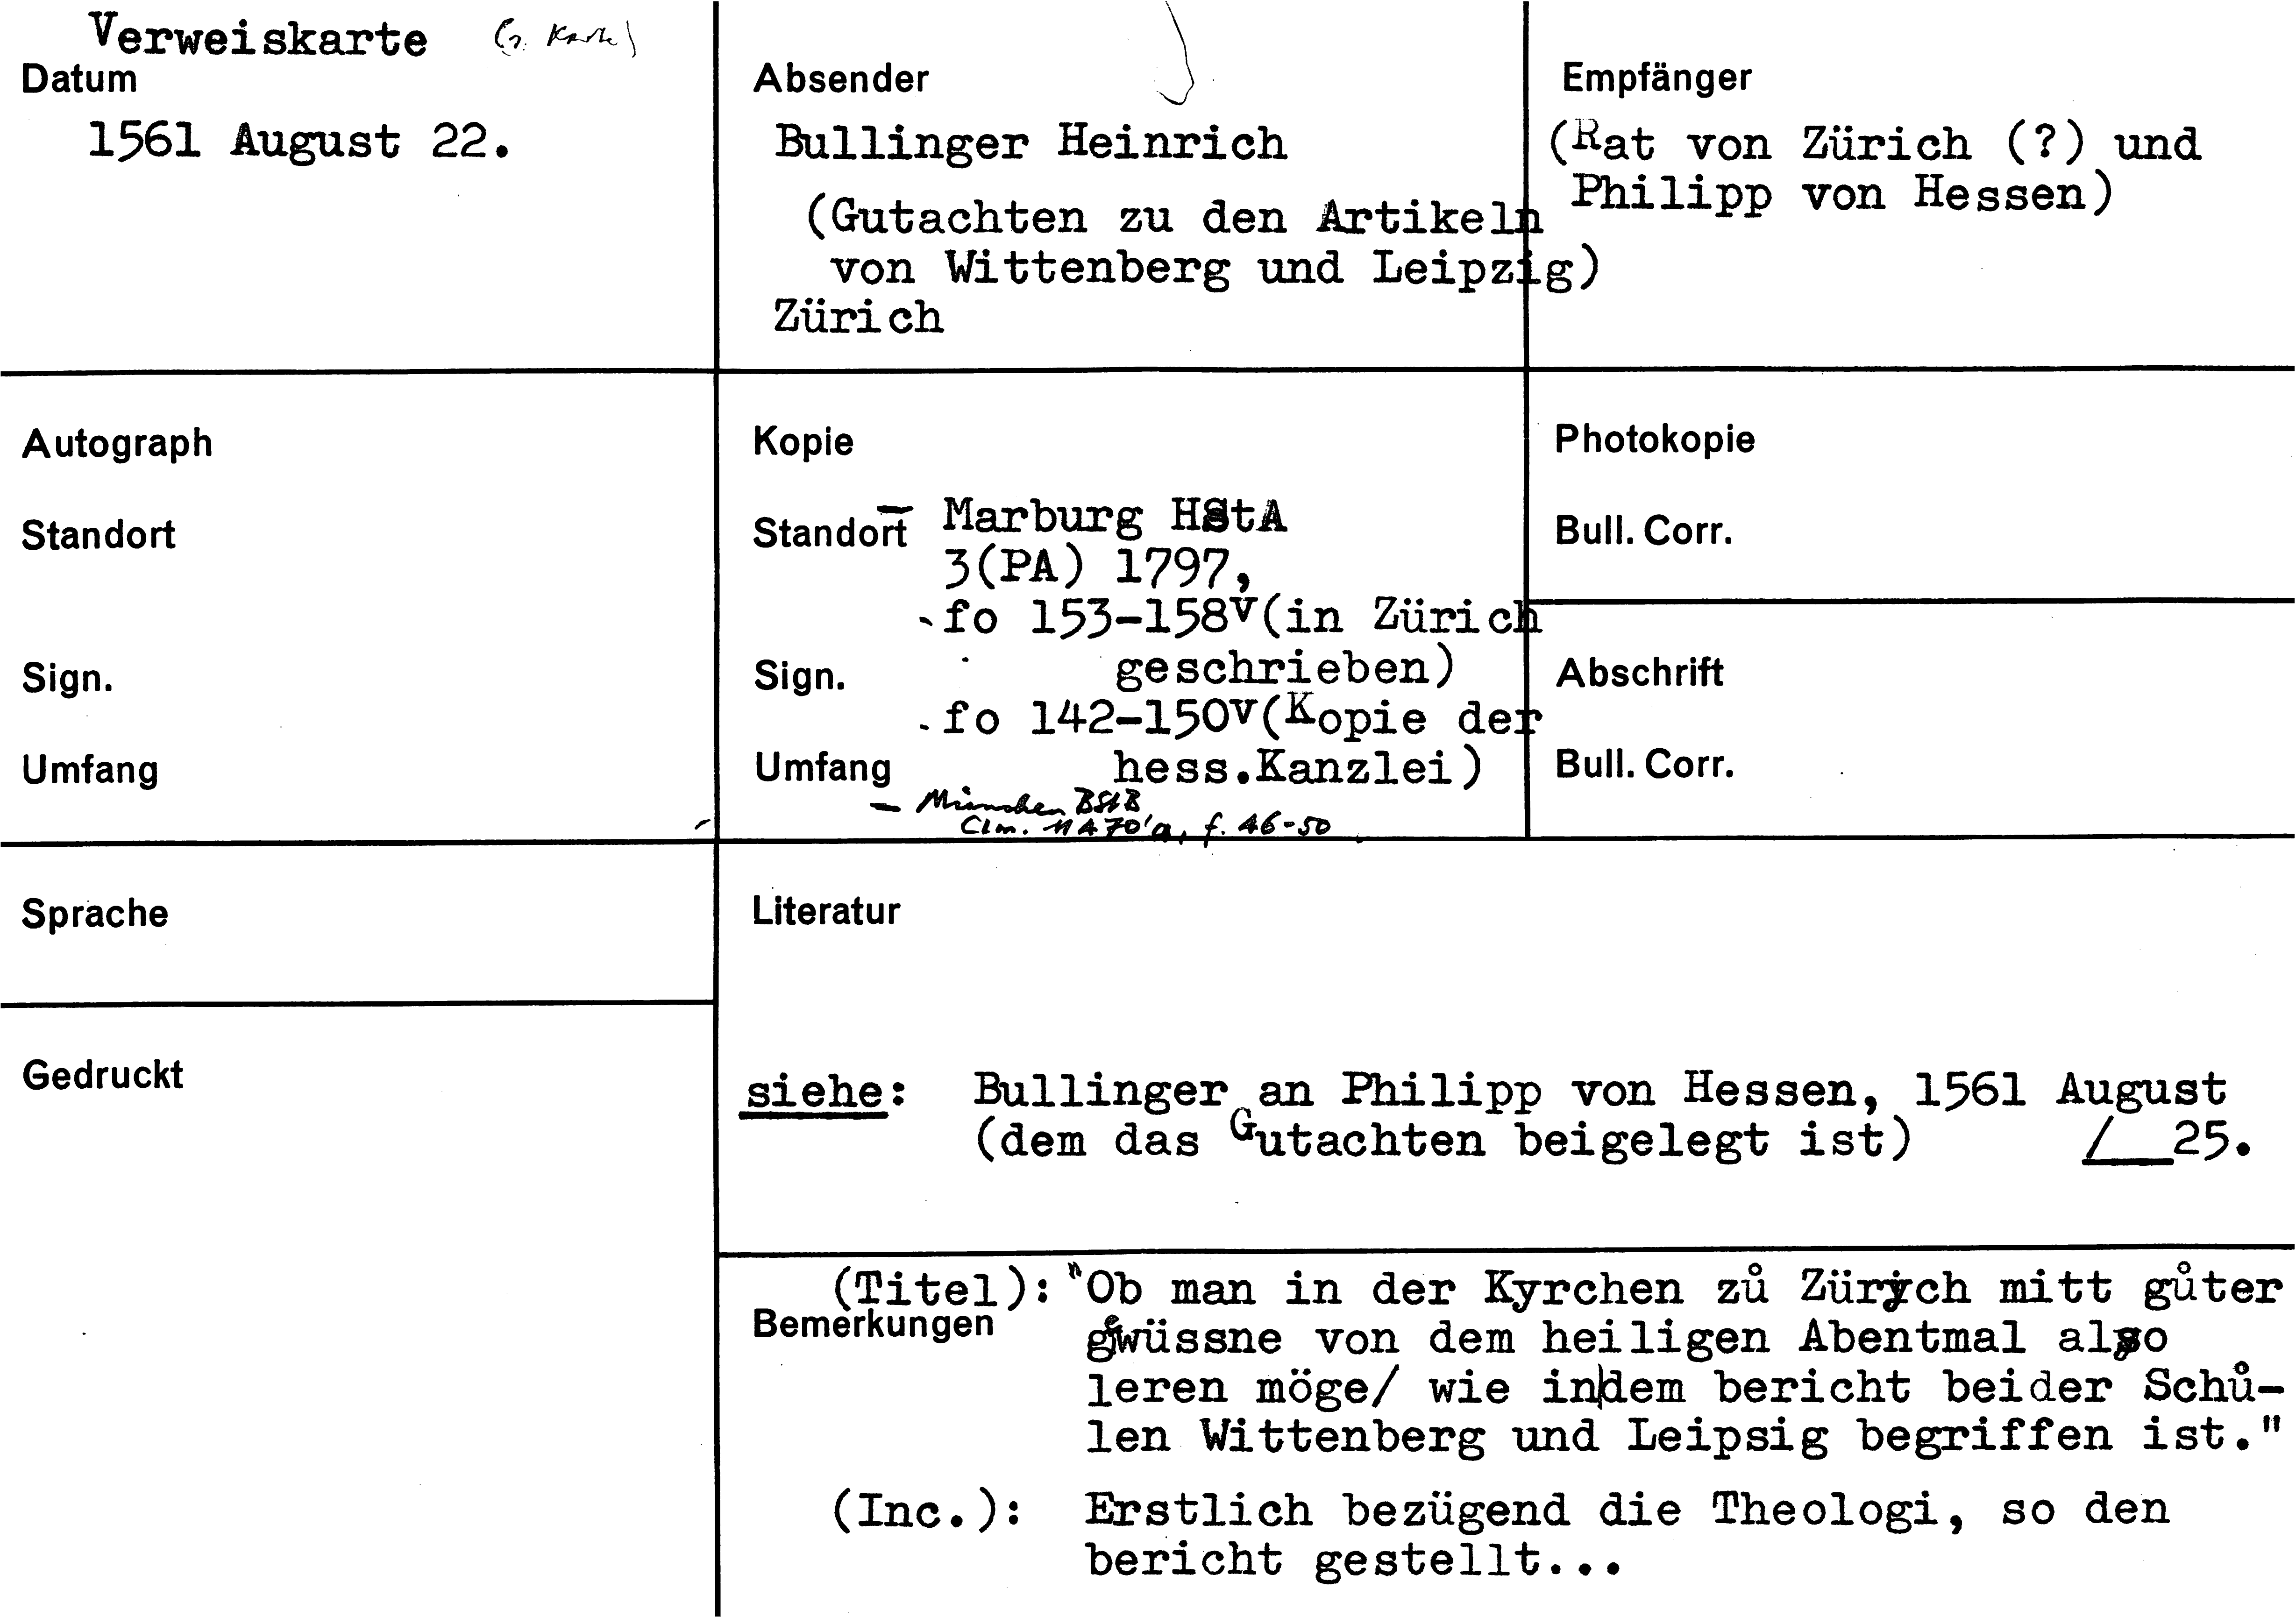 Verweiskarte (s. Karte)
Datum
1561 August 22.
Absender
Bullinger Heinrich
(Gutachten zu den Artikeln
von Wittenberg und Leipzig)
Zürich
Empfänger
(Rat von Zürich (?) und
Philipp von Hessen)
Autograph
Standort
Sign.
Umfang
Kopie
Standort – Marburg HStA
3(PA) 1797,
fo 153-158v(in Zürich
Sign. geschrieben)
fo 142-150v(Kopie der
Umfang hess.Kanzlei)
– München BStB
Clm. 11470'a, f. 46-50
Photokopie
Bull. Corr.
Abschrift
Bull. Corr.
Sprache
Literatur
Gedruckt
siehe: Bullinger an Philipp von Hessen, 1561 August
(dem das Gutachten beigelegt ist) /25.
(Titel): "Ob man in der Kyrchen zů Zürych mitt gůter
Bemerkungen gwüssne von dem heiligen Abentmal also
leren möge/ wie in|dem bericht beider Schů-
len Wittenberg und Leipsig begriffen ist."
(Inc.): Erstlich bezügend die Theologi, so den
bericht gestellt...